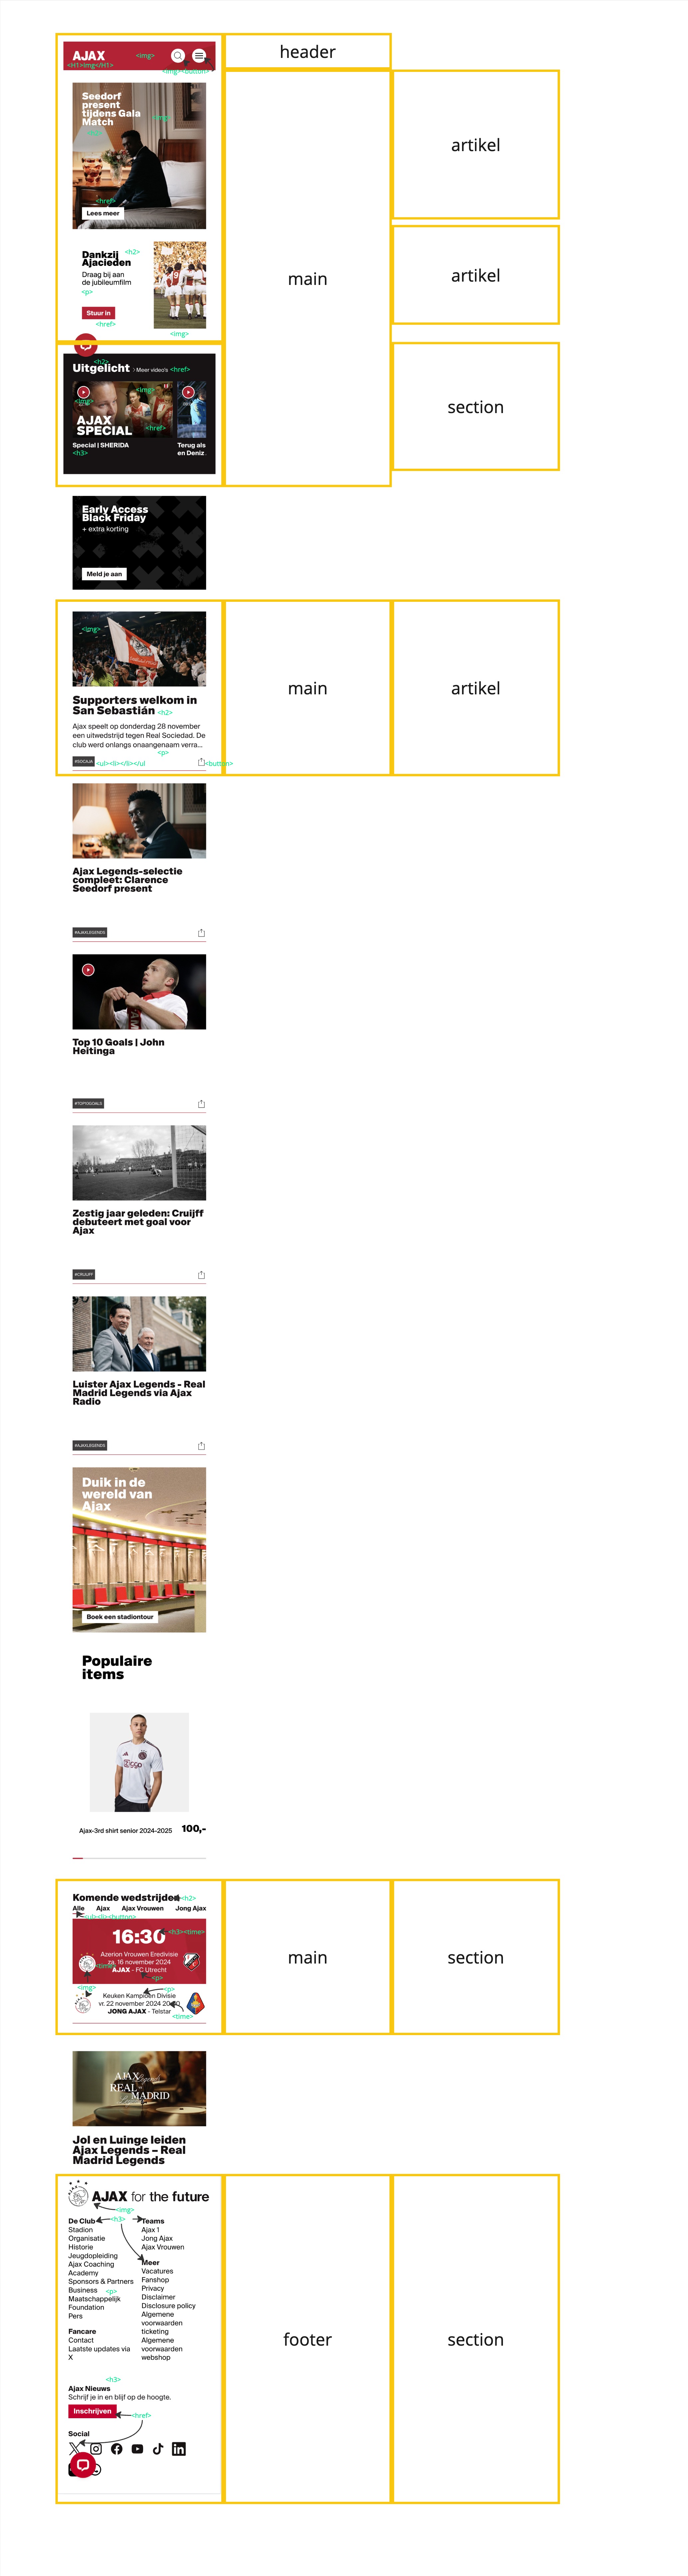 AJAX
<img>
<H1>img</H1>
<img><button>
header
Seedorf
present
tijdens Gala
Match
<img>
<href>
Lees meer
artikel
main
Dankzij
Ajacieden
<h2>
Draag bij aan
de jubileumfilm
<p>
Stuur in
<href>
<img>
artikel
<h2>
Uitgelicht
Meer video's
<href>
<img>
<img>
AJAX
SPECIAL
<href>
Special | SHERIDA
Terug als
<h3>
en Deniz
section
Early Access
Black Friday
+ extra korting
Meld je aan
<img>
Supporters welkom in
San Sebastián
<h2>
Ajax speelt op donderdag 28 november
een uitwedstrijd tegen Real Sociedad. De
club werd onlangs onaangenaam verra...
<p>
#SOCAJA
<ul><li></li></ul
<button>
main
artikel
Ajax Legends-selectie
compleet: Clarence
Seedorf present
#AJAXLEGENDS
Top 10 Goals | John
Heitinga
#TOP10GOALS
Zestig jaar geleden: Cruijff
debuteert met goal voor
Ajax
#CRUIJFF
Luister Ajax Legends - Real
Madrid Legends via Ajax
Radio
#AJAXLEGENDS
Duik in de
wereld van
Ajax
Boek een stadiontour
Populaire
items
Ajax-3rd shirt senior 2024-2025
100,-
Komende wedstrijden
<h2>
Alle
Ajax
Ajax Vrouwen
Jong Ajax
<ul><li><button>
16:30
<h3><time>
Azerion Vrouwen Eredivisie
za. 16 november 2024
<time>
AJAX - FC Utrecht
<p>
<img>
<p>
Keuken Kampioen Divisie
vr. 22 november 2024 20
JONG AJAX - Telstar
<time>
main
section
AJAX Legends
REAL
MADRID
Jol en Luinge leiden
Ajax Legends – Real
Madrid Legends
AJAX for the future
<img>
<h3>
De Club
Stadion
Organisatie
Historie
Jeugdopleiding
Ajax Coaching
Academy
Sponsors & Partners
Business
<p>
Maatschappelijk
Foundation
Pers
Fancare
Contact
Laatste updates via
X
Teams
Ajax 1
Jong Ajax
Ajax Vrouwen
Meer
Vacatures
Fanshop
Privacy
Disclaimer
Disclosure policy
Algemene
voorwaarden
ticketing
Algemene
voorwaarden
webshop
<h3>
Ajax Nieuws
Schrijf je in en blijf op de hoogte.
Inschrijven
<href>
Social
footer
section